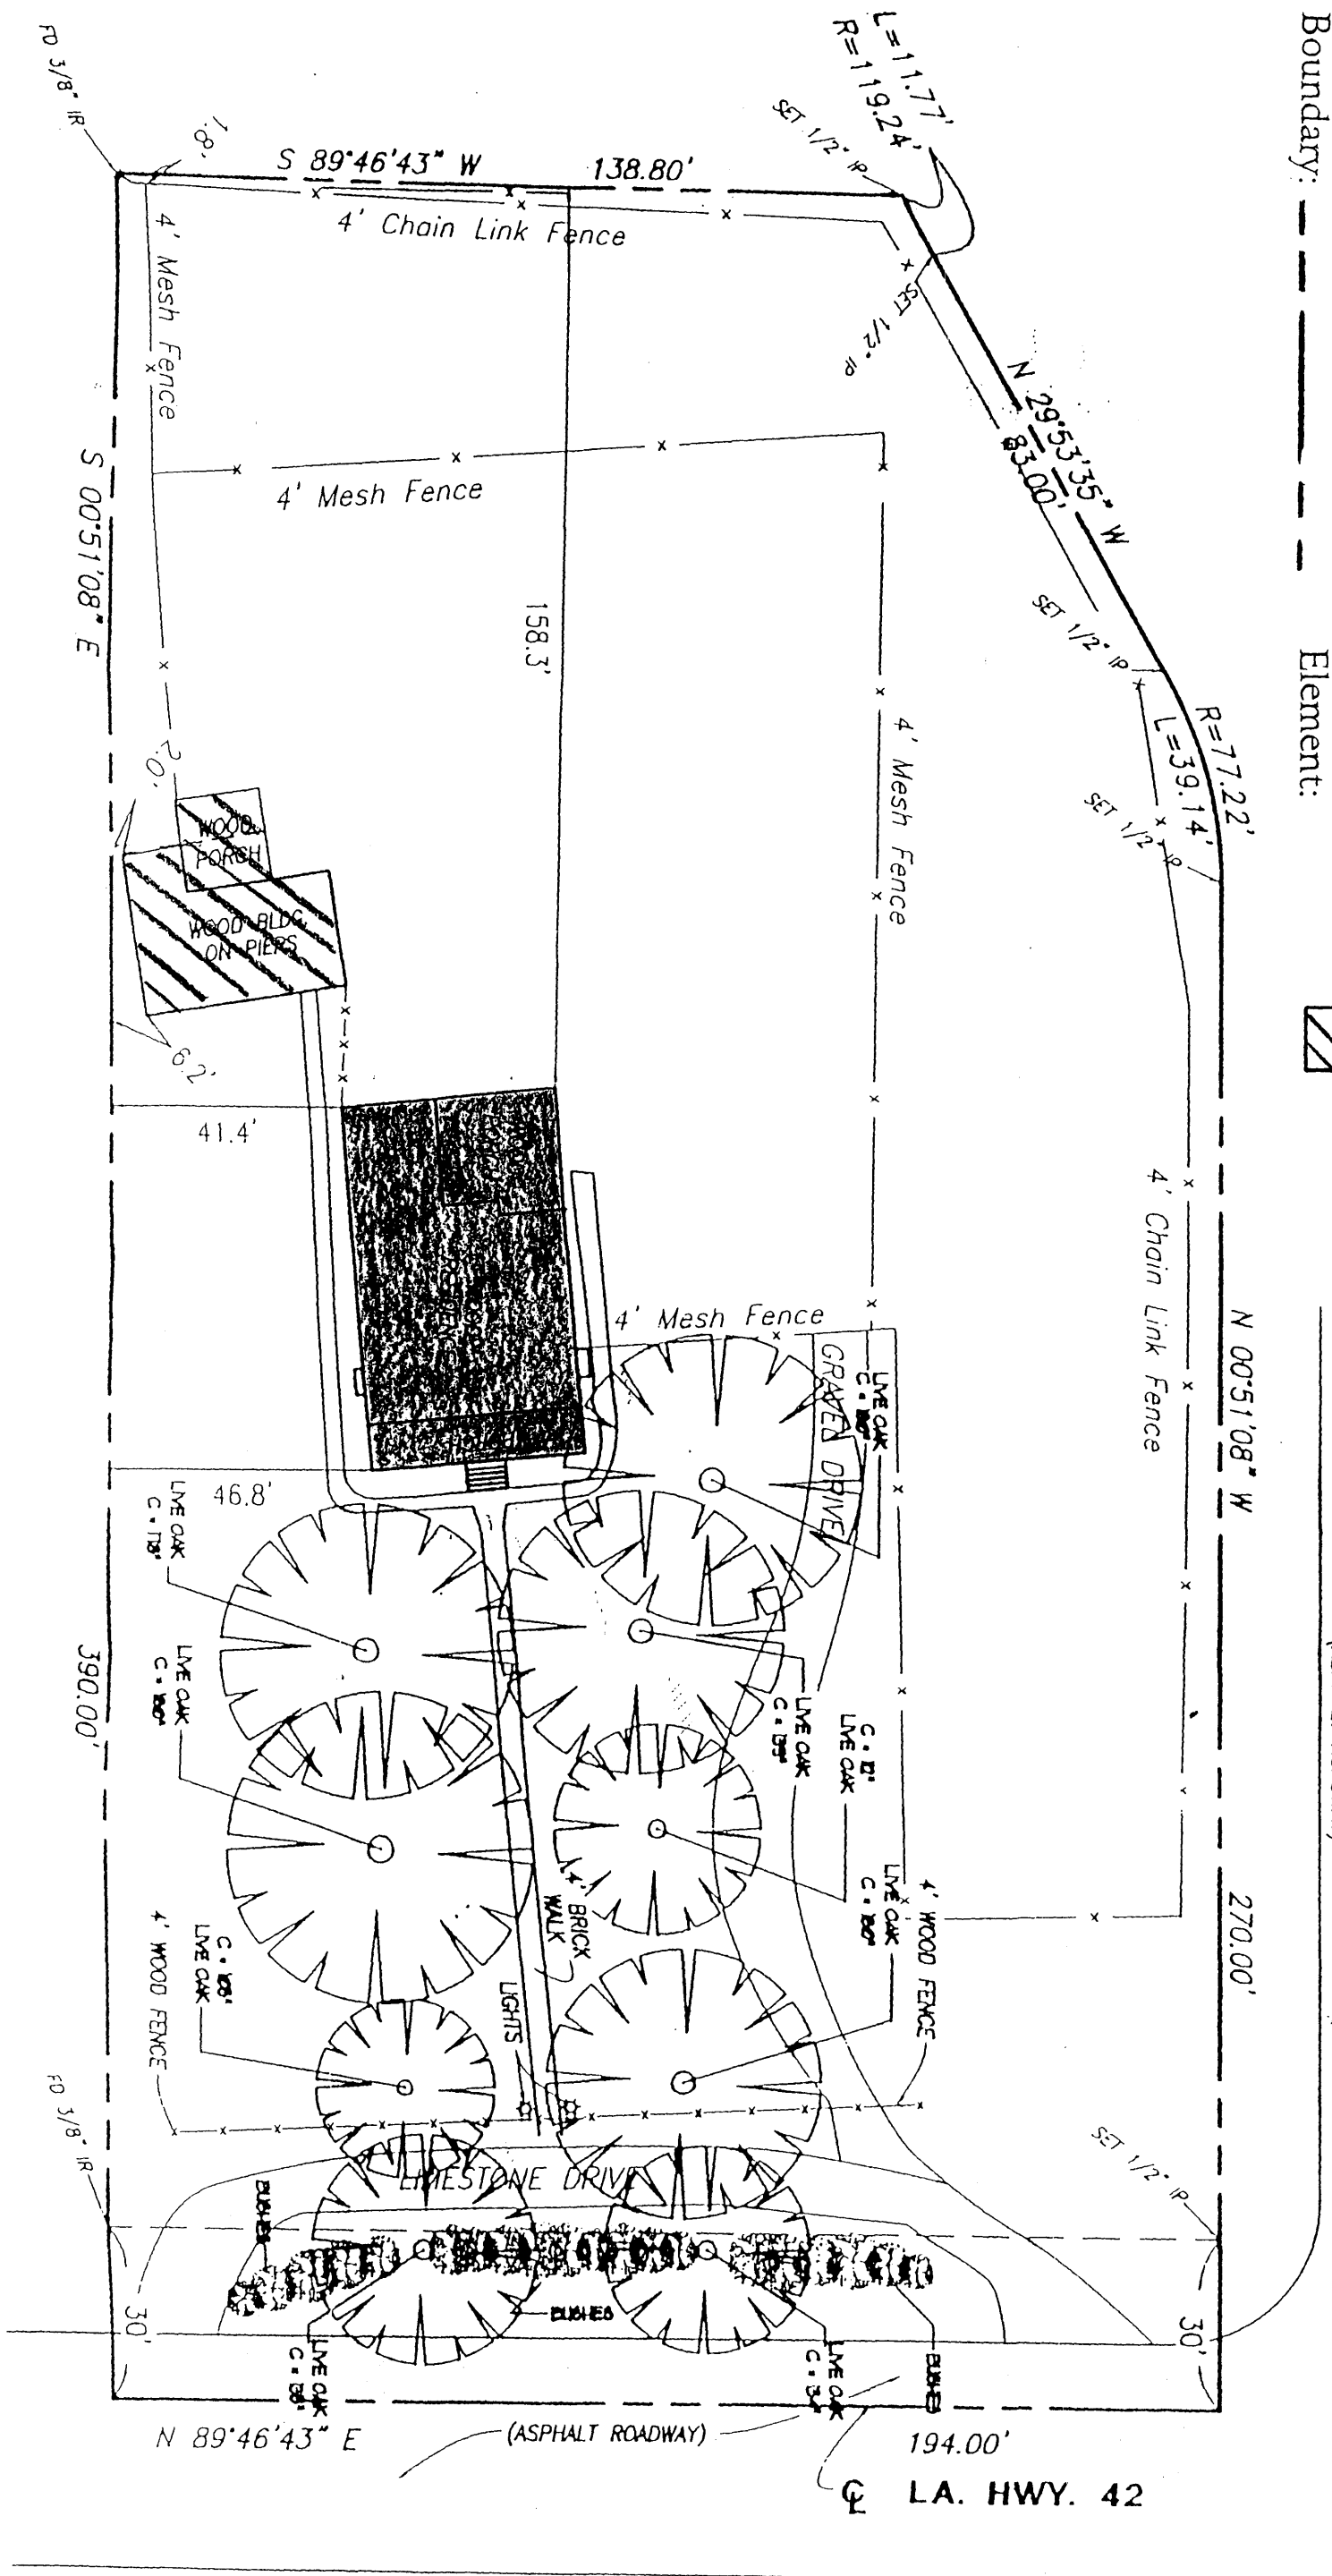 Boundary:
Element:
L=11.77'
R=119.24'
SET 1/2" IP
FD 3/8" IR
1.8'
S 89°46'43" W
138.80'
4' Chain Link Fence
SET 1/2" IP
4' Mesh Fence
N 29°53'35" W
83.00'
4' Mesh Fence
S 00°51'08" E
158.3'
SET 1/2" IP
R=77.22'
L=39.14'
4' Mesh Fence
SET 1/2" IP
2.0'
WOOD
PORCH
WOOD BLDG
ON PIERS
6.2'
41.4'
4' Chain Link Fence
N 00°51'08" W
4' Mesh Fence
GRAVEL DRIVE
LIVE OAK
46.8'
LIVE OAK
LIVE OAK
390.00'
LIVE OAK
LIVE OAK
4' BRICK
WALK
LIVE OAK
4' WOOD FENCE
270.00'
LIVE OAK
4' WOOD FENCE
LIGHTS
FD 3/8" IR
SET 1/2" IP
LIMESTONE DRIVE
BUSHES
BUSHES
30'
30'
LIVE OAK
LIVE OAK
BUSHES
N 89°46'43" E
(ASPHALT ROADWAY)
194.00'
LA. HWY. 42